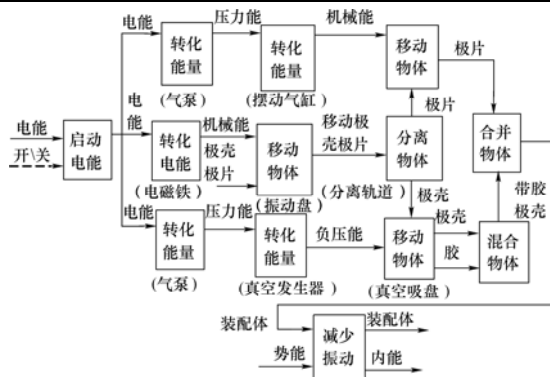 电能
压力能
机械能
转化
能量
转化
能量
移动
物体
极片
(气泵)
(摆动气缸)
电
能
机械能
移动极
壳极片
极片
电能
开\关
启动
电能
转化
电能
极壳
极片
移动
物体
分离
物体
合并
物体
(电磁铁)
(振动盘)
(分离轨道)
极壳
带胶
极壳
电能
压力能
负压能
极壳
转化
能量
转化
能量
移动
物体
胶
混合
物体
(气泵)
(真空发生器)
(真空吸盘)
装配体
减少
振动
装配体
势能
内能